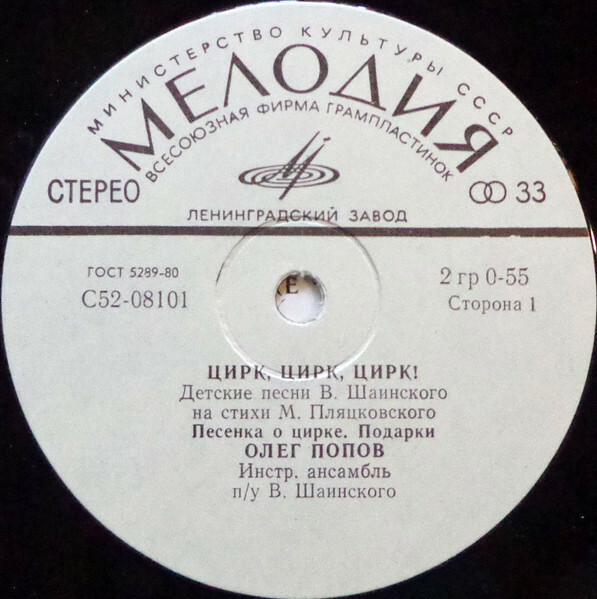 МИНИСТЕРСТВО КУЛЬТУРЫ СССР
МЕЛОДИЯ
ВСЕСОЮЗНАЯ ФИРМА ГРАМПЛАСТИНОК
СТЕРЕО
33
ЛЕНИНГРАДСКИЙ ЗАВОД
ГОСТ 5289-80
С52-08101
2 гр 0-55
Сторона 1
Е
ЦИРК, ЦИРК, ЦИРК!
Детские песни В. Шаинского
на стихи М. Пляцковского
Песенка о цирке. Подарки
ОЛЕГ ПОПОВ
Инстр. ансамбль
п/у В. Шаинского